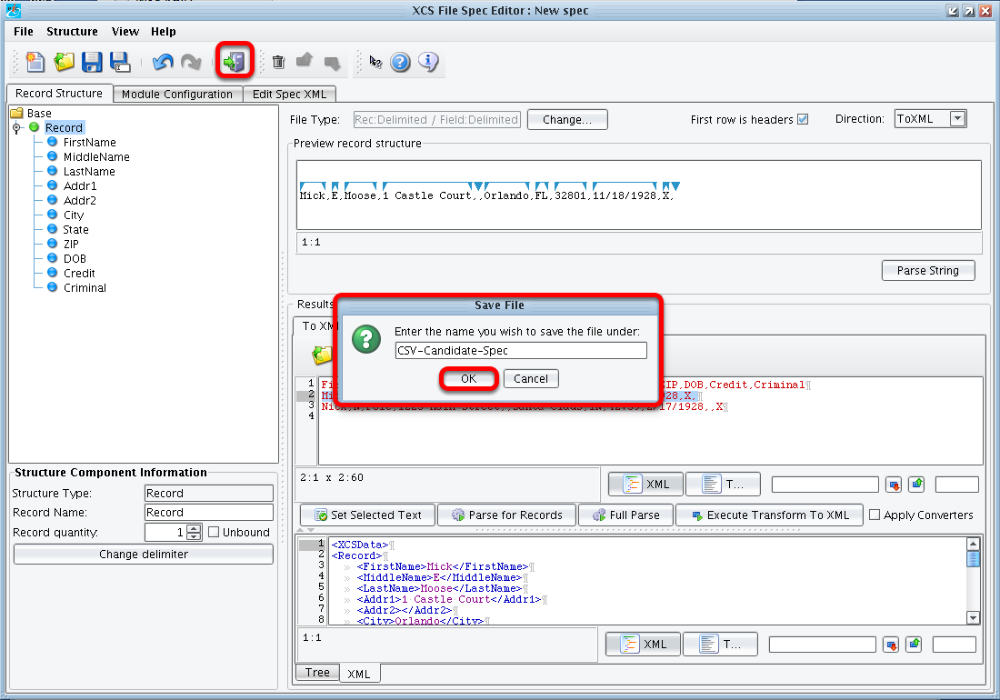 XCS File Spec Editor : New spec
File Structure View Help
Record Structure Module Configuration Edit Spec XML
Base
Record
FirstName
MiddleName
LastName
Addr1
Addr2
City
State
ZIP
DOB
Credit
Criminal
File Type: Rec:Delimited / Field:Delimited Change... First row is headers Direction: ToXML
Preview record structure
Mick,E,Moose,1 Castle Court,,Orlando,FL,32801,11/18/1928,X,
1:1
Parse String
Results
To XM
Save File
Enter the name you wish to save the file under:
CSV-Candidate-Spec
OK Cancel
1 Fi ZIP,DOB,Credit,Criminal¶
2 Mi 928,X,¶
3 ,,X¶
4
2:1 x 2:60
XML T...
Set Selected Text Parse for Records Full Parse Execute Transform To XML Apply Converters
1 <XCSData>¶
2 <Record>¶
3 » <FirstName>Mick</FirstName>¶
4 » <MiddleName>E</MiddleName>¶
5 » <LastName>Moose</LastName>¶
6 » <Addr1>1 Castle Court</Addr1>¶
7 » <Addr2></Addr2>¶
8 » <City>Orlando</City>¶
1:1
XML T...
Tree XML
Structure Component Information
Structure Type: Record
Record Name: Record
Record quantity: 1 Unbound
Change delimiter